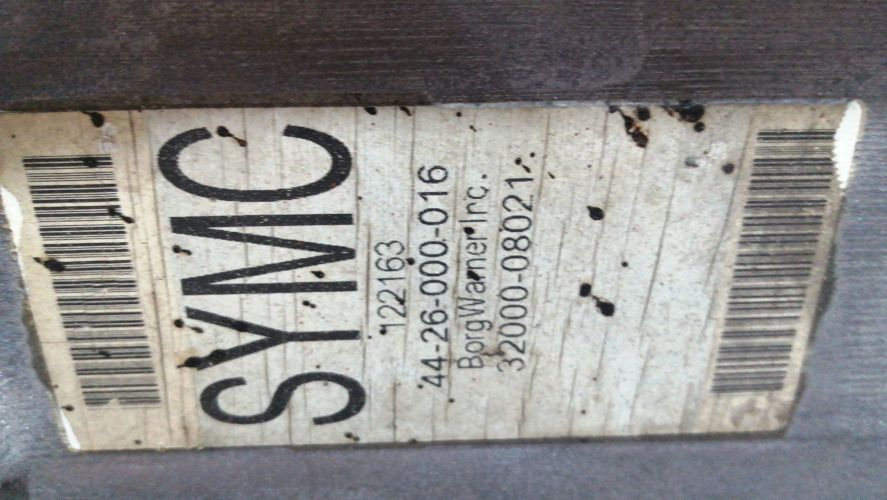 SYMC
122163
44-26-000-016
BorgWarner Inc.
32000-08021